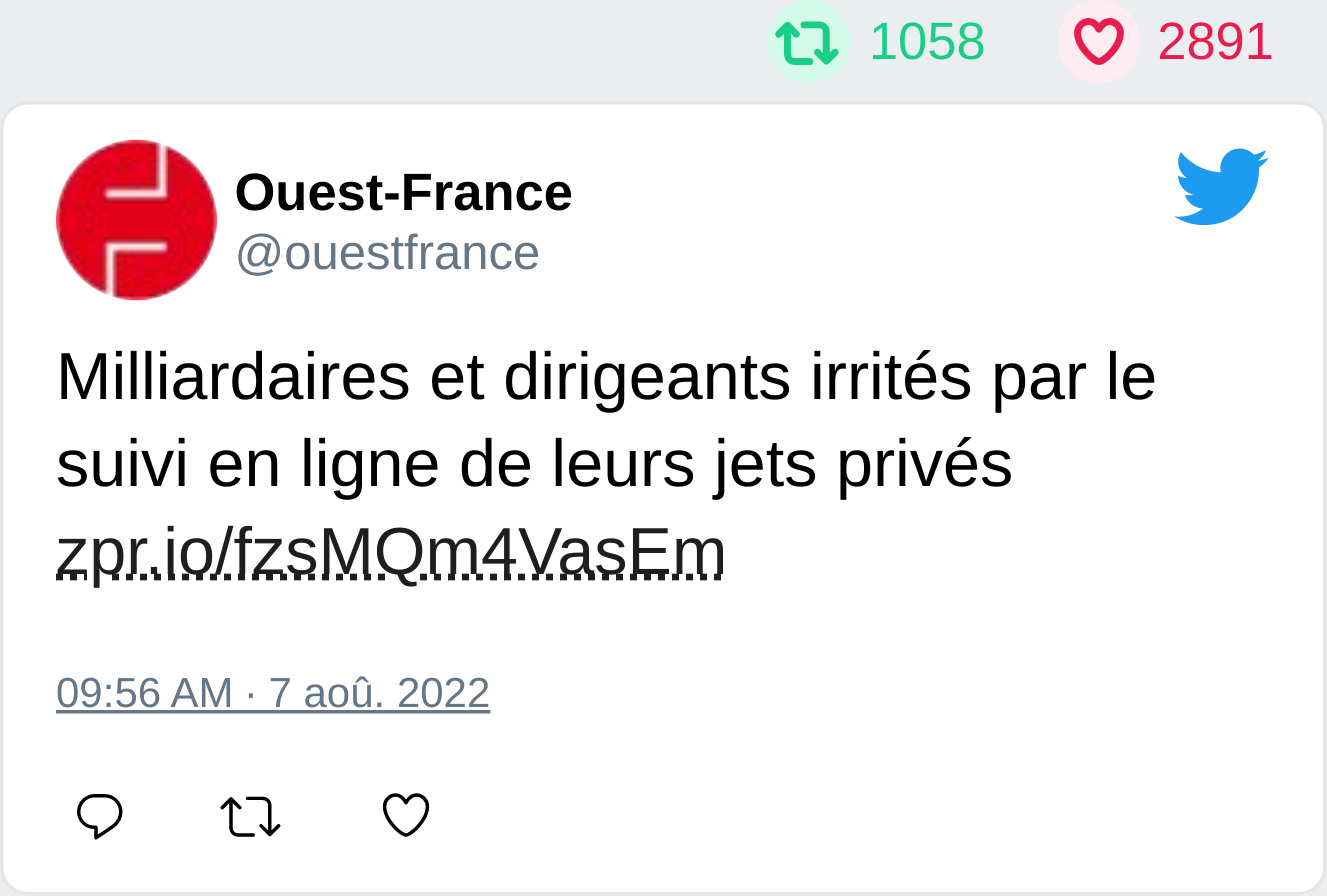 1058 2891
Ouest-France
@ouestfrance
Milliardaires et dirigeants irrités par le
suivi en ligne de leurs jets privés
zpr.io/fzsMQm4VasEm
09:56 AM · 7 aoû. 2022